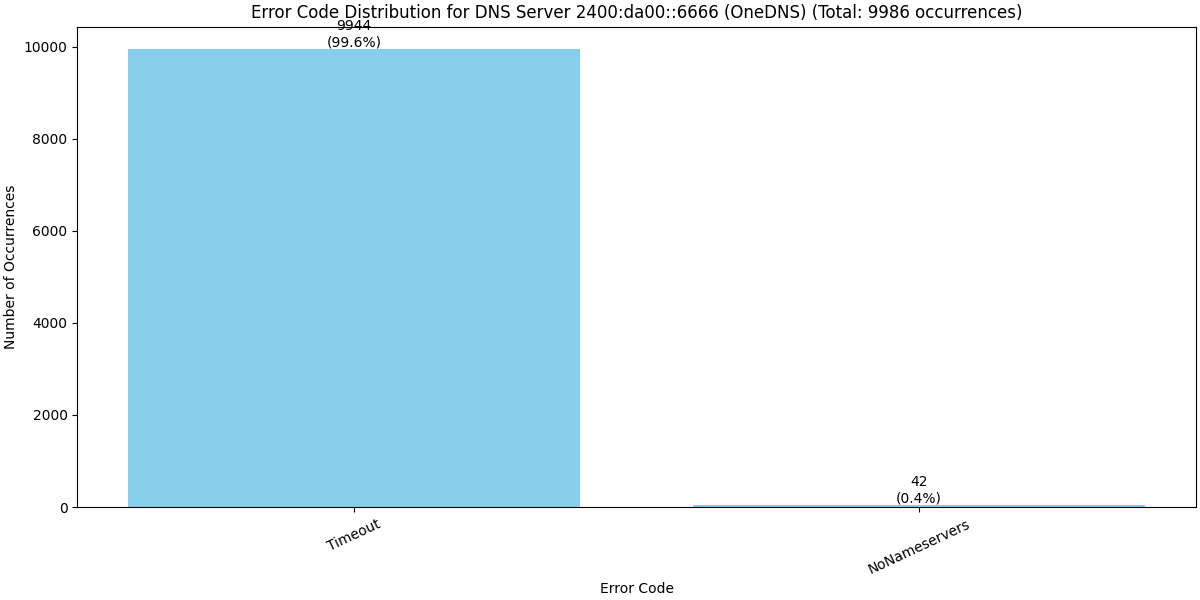 Error Code Distribution for DNS Server 2400:da00::6666 (OneDNS) (Total: 9986 occurrences)
9944
(99.6%)
10000
8000
6000
4000
2000
0
Number of Occurrences
42
(0.4%)
Timeout
NoNameservers
Error Code